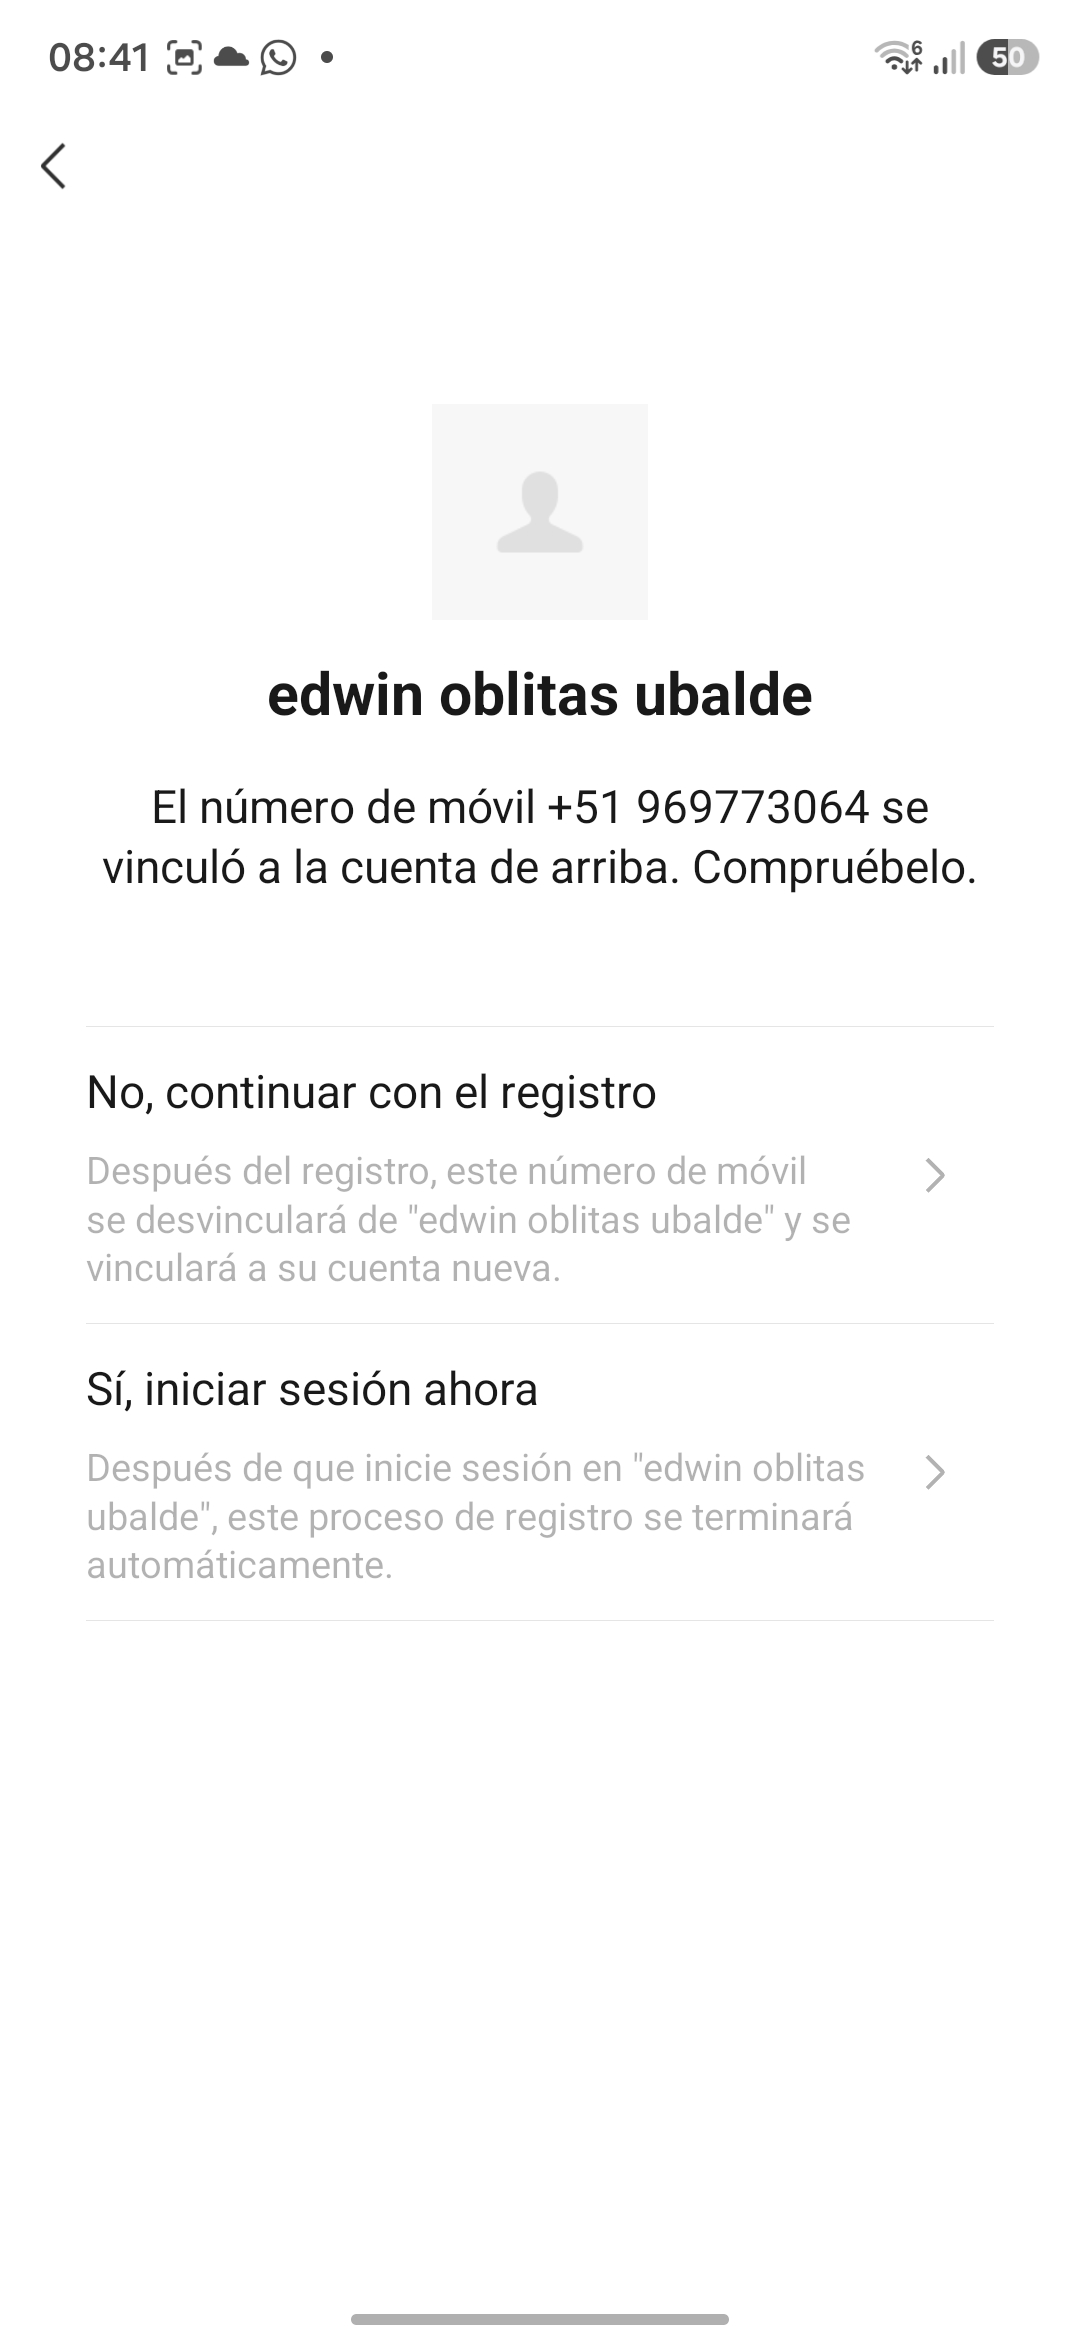 08:41
6
50
edwin oblitas ubalde
El número de móvil +51 969773064 se
vinculó a la cuenta de arriba. Compruébelo.
No, continuar con el registro
Después del registro, este número de móvil
se desvinculará de "edwin oblitas ubalde" y se
vinculará a su cuenta nueva.
Sí, iniciar sesión ahora
Después de que inicie sesión en "edwin oblitas
ubalde", este proceso de registro se terminará
automáticamente.